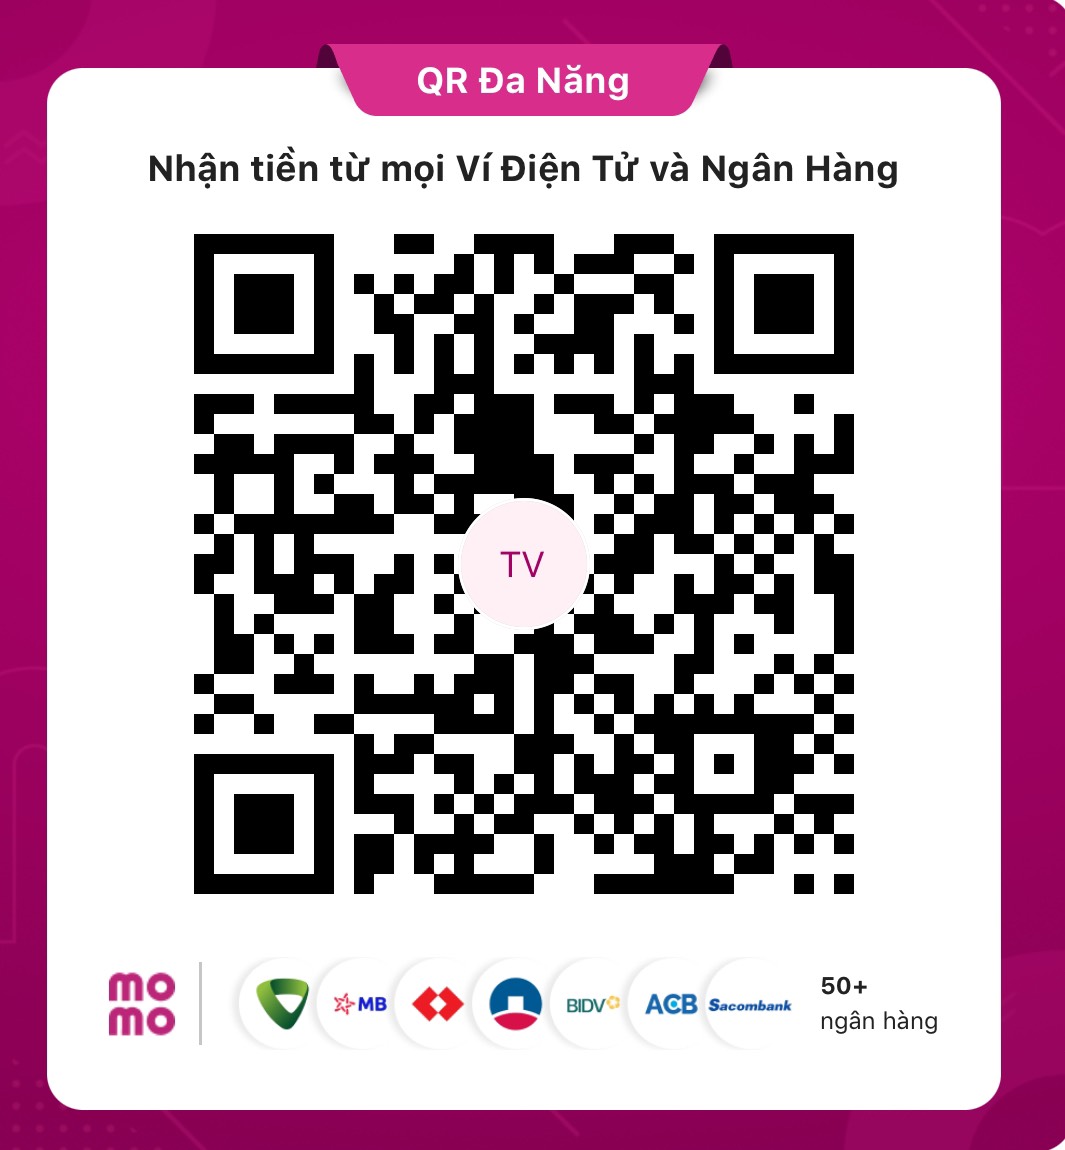 QR Đa Năng
Nhận tiền từ mọi Ví Điện Tử và Ngân Hàng
TV
mo
mo
MB
BIDV
ACB
Sacombank
50+
ngân hàng